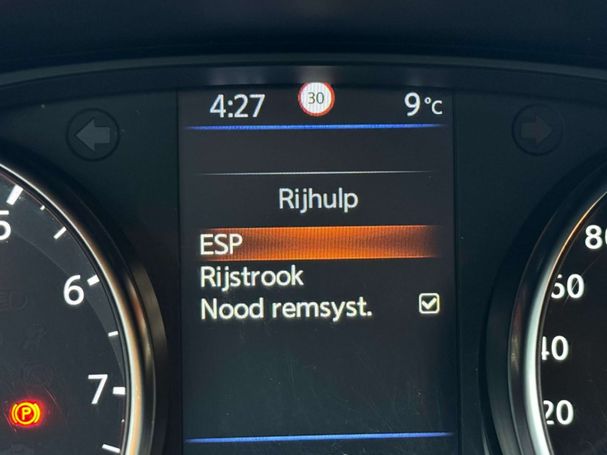 4:27 30 9°C
Rijhulp
ESP
Rijstrook
Nood remsyst.
5
6
7
P
80
60
40
20